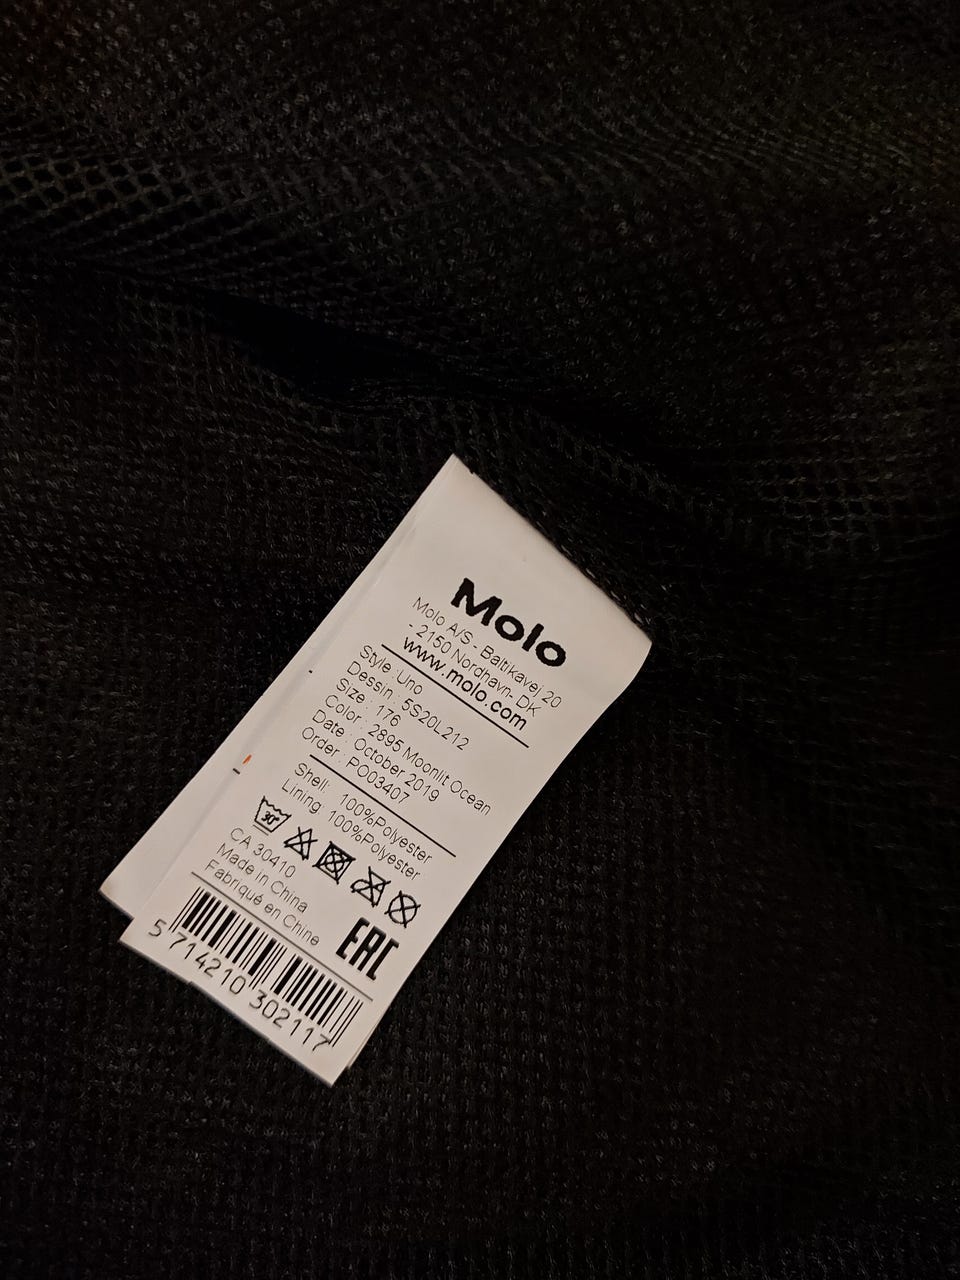 Molo
Molo A/S - Baltikavej 20
- 2150 Nordhavn- DK
www.molo.com
Style : Uno
Dessin : 5S20L212
Size : 176
Color : 2895 Moonlit Ocean
Date : October 2019
Order : PO03407
Shell: 100%Polyester
Lining: 100%Polyester
30°
CA 30410
Made in China
Fabriqué en Chine
EAC
5 714210 302117